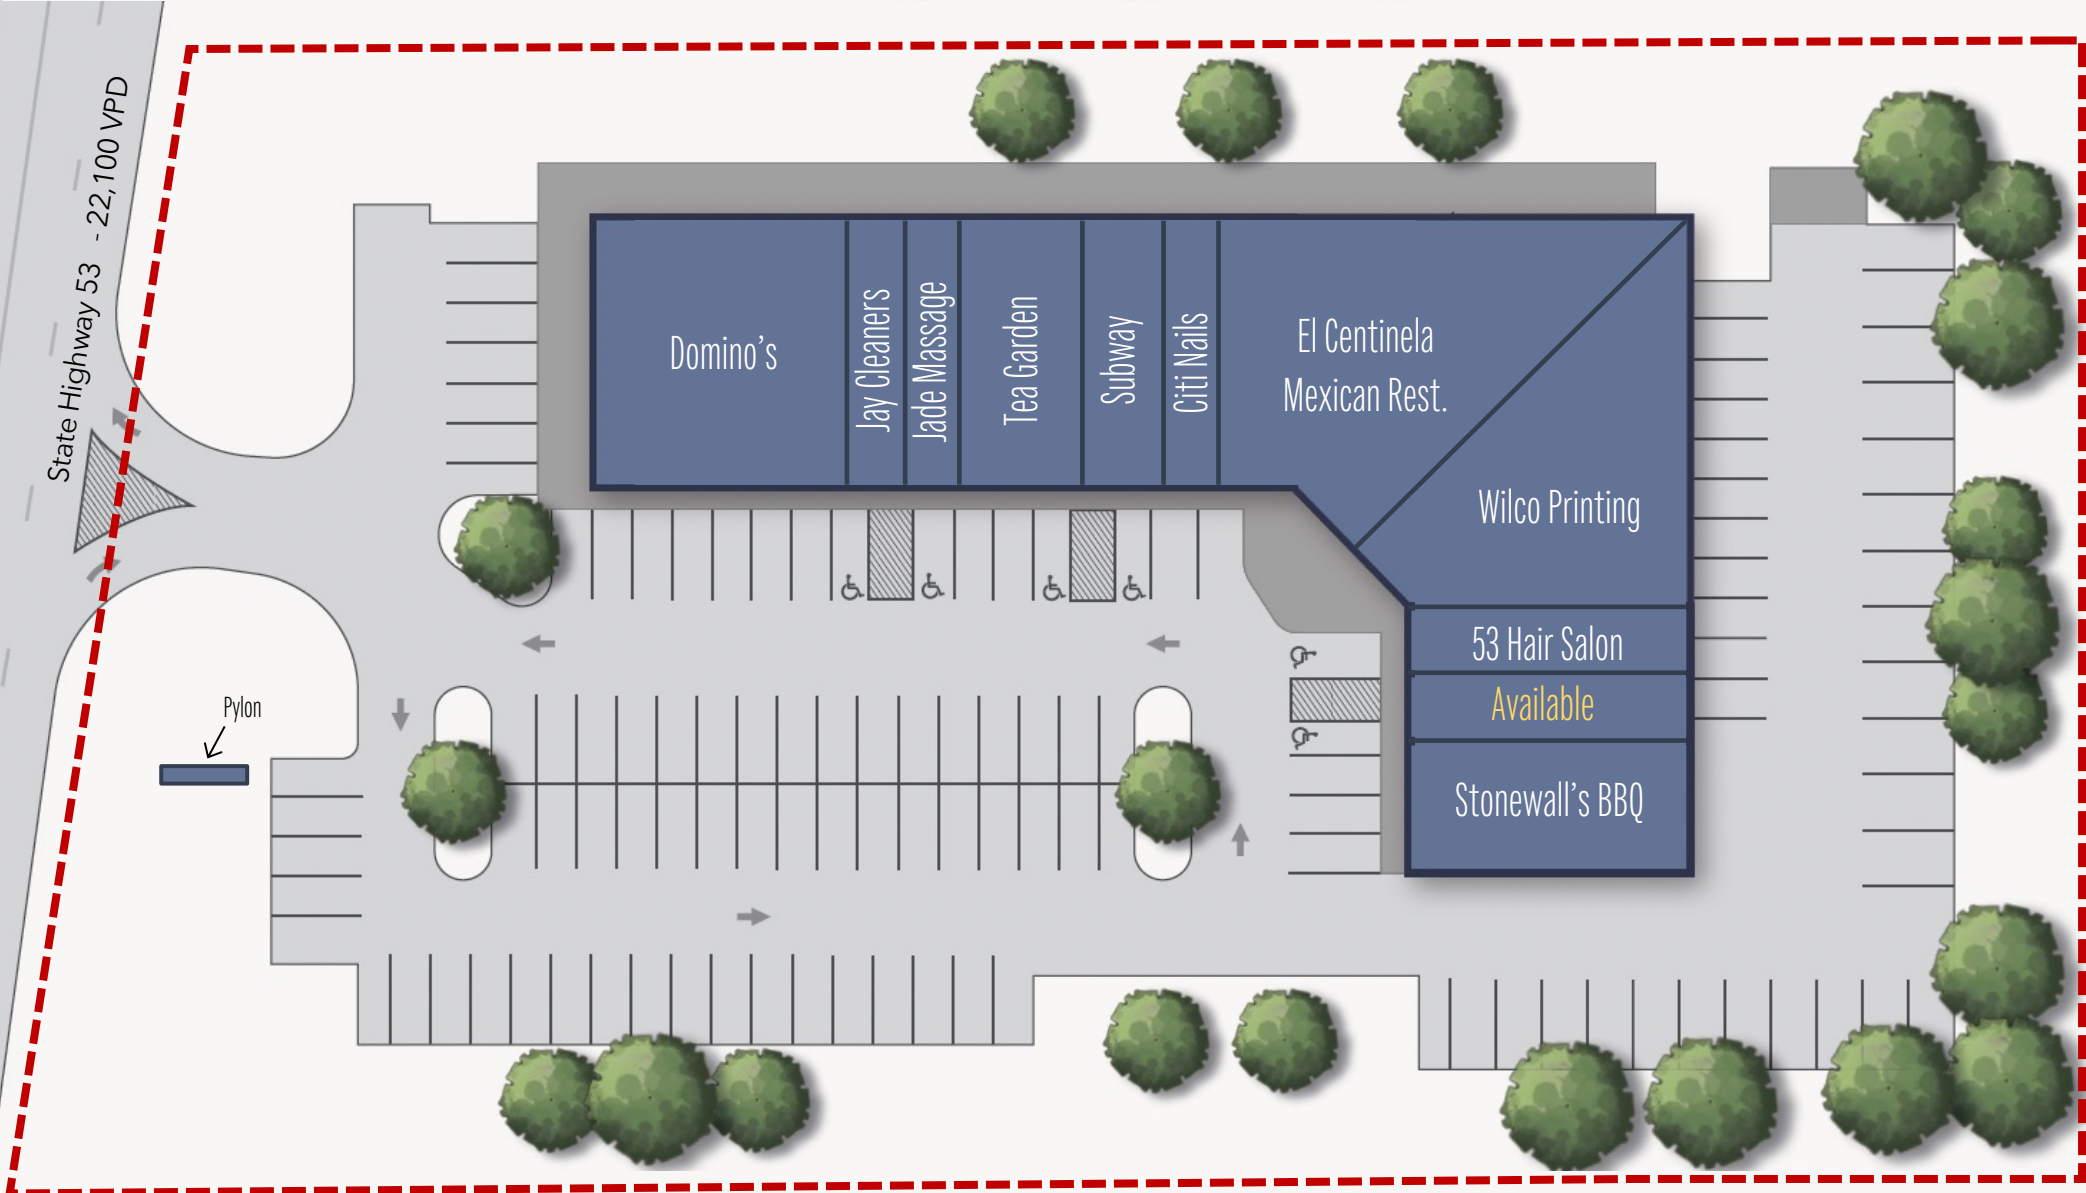 State Highway 53 - 22,100 VPD
Domino's
Jay Cleaners
Jade Massage
Tea Garden
Subway
Citi Nails
El Centinela
Mexican Rest.
Wilco Printing
53 Hair Salon
Available
Stonewall's BBQ
Pylon